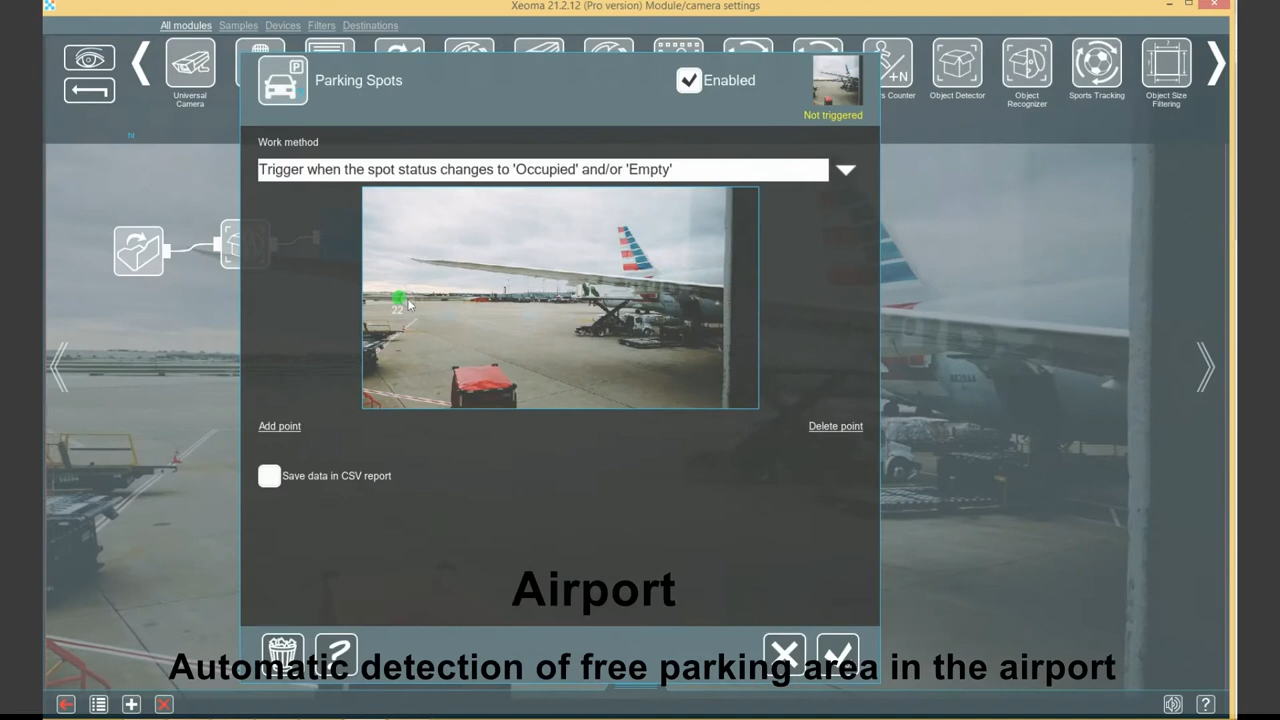 Xeoma 21.2.12 (Pro version) Module/camera settings
All modules Samples Devices Filters Destinations
Universal
Camera
Counter
Object Detector
Object
Recognizer
Sports Tracking
Object Size
Filtering
P
Parking Spots
Enabled
+N
Not triggered
Work method
Trigger when the spot status changes to 'Occupied' and/or 'Empty'
22
Add point
Delete point
Save data in CSV report
Airport
Automatic detection of free parking area in the airport